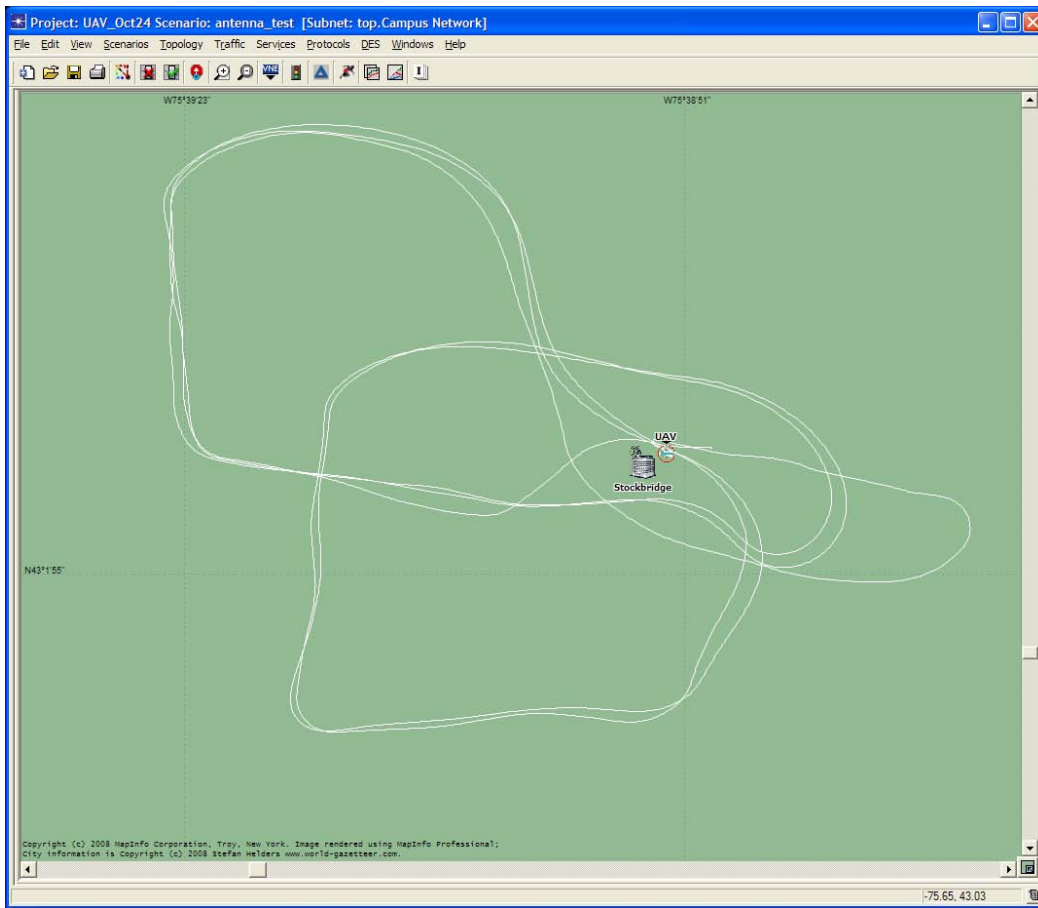 Project: UAV_Oct24 Scenario: antenna_test [Subnet: top.Campus Network]
File Edit View Scenarios Topology Traffic Services Protocols DES Windows Help
VNE
W75°39'23" W75°38'51"
UAV
Stockbridge
N43°1'55"
Copyright (c) 2008 MapInfo Corporation, Troy, New York. Image rendered using MapInfo Professional;
City information is Copyright (c) 2008 Stefan Helders www.world-gazetteer.com.
-75.65, 43.03